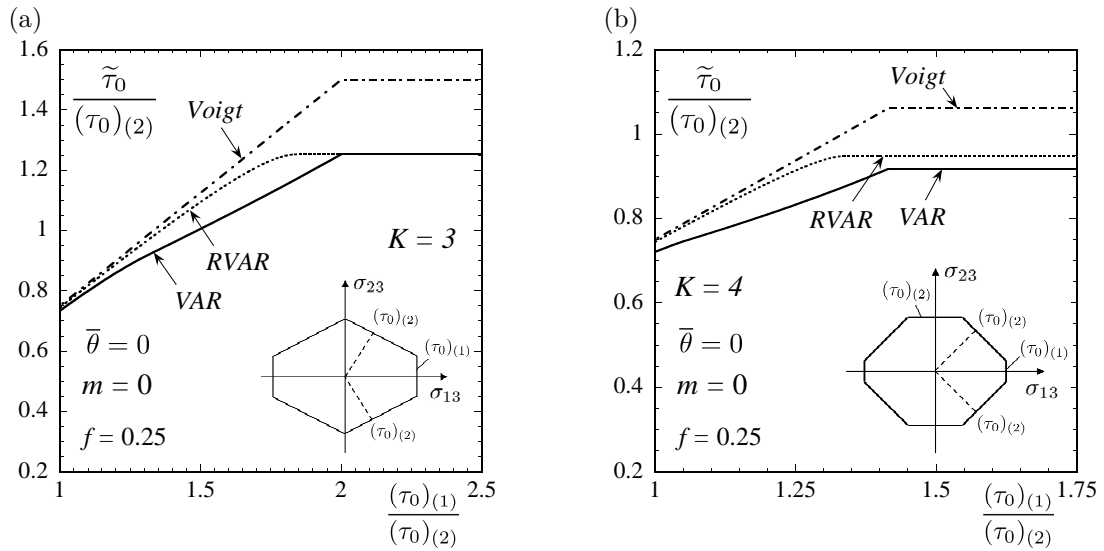 (a)
1.6
1.4
1.2
1
0.8
0.6
0.4
0.2
1
1.5
2
2.5
τ̃₀
(τ₀)₍₂₎
Voigt
RVAR
VAR
K = 3
θ̄ = 0
m = 0
f = 0.25
σ₂₃
(τ₀)₍₂₎
(τ₀)₍₁₎
σ₁₃
(τ₀)₍₂₎
(τ₀)₍₁₎
(τ₀)₍₂₎
(b)
1.2
1
0.8
0.6
0.4
0.2
1
1.25
1.5
1.75
τ̃₀
(τ₀)₍₂₎
Voigt
RVAR
VAR
K = 4
θ̄ = 0
m = 0
f = 0.25
σ₂₃
(τ₀)₍₂₎
(τ₀)₍₂₎
(τ₀)₍₁₎
σ₁₃
(τ₀)₍₂₎
(τ₀)₍₁₎
(τ₀)₍₂₎